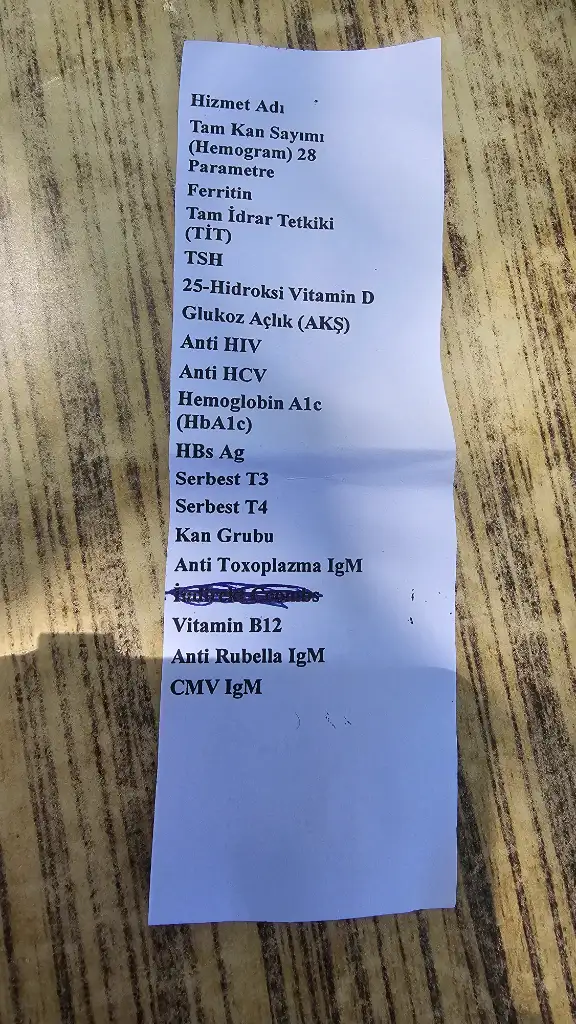 Hizmet Adı
Tam Kan Sayımı
(Hemogram) 28
Parametre
Ferritin
Tam İdrar Tetkiki
(TİT)
TSH
25-Hidroksi Vitamin D
Glukoz Açlık (AKŞ)
Anti HIV
Anti HCV
Hemoglobin A1c
(HbA1c)
HBs Ag
Serbest T3
Serbest T4
Kan Grubu
Anti Toxoplazma IgM
Vitamin B12
Anti Rubella IgM
CMV IgM